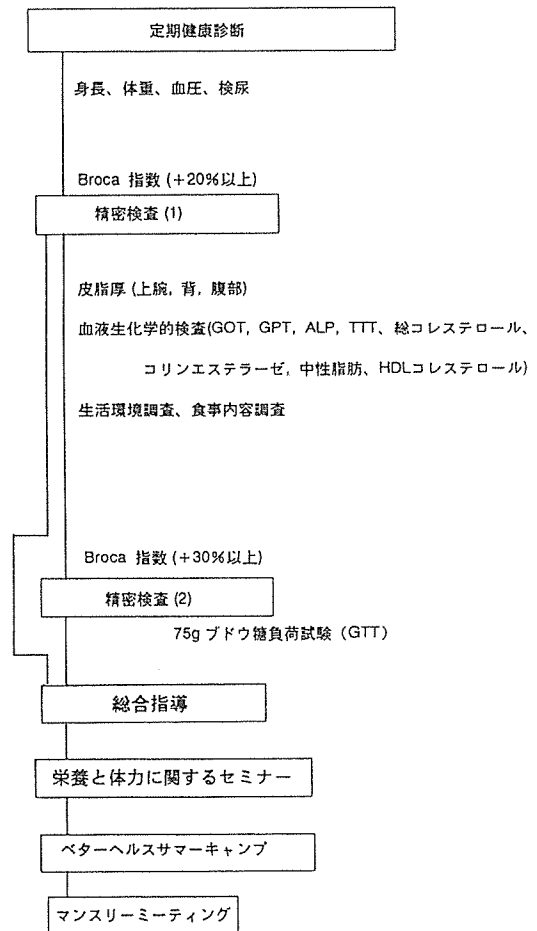 定期健康診断
身長、体重、血圧、検尿
Broca 指数 (+20%以上)
精密検査 (1)
皮脂厚 (上腕, 背, 腹部)
血液生化学的検査(GOT, GPT, ALP, TTT、総コレステロール、
コリンエステラーゼ, 中性脂肪、HDLコレステロール)
生活環境調査、食事内容調査
Broca 指数 (+30%以上)
精密検査 (2)
75g ブドウ糖負荷試験（GTT）
総合指導
栄養と体力に関するセミナー
ベターヘルスサマーキャンプ
マンスリーミーティング